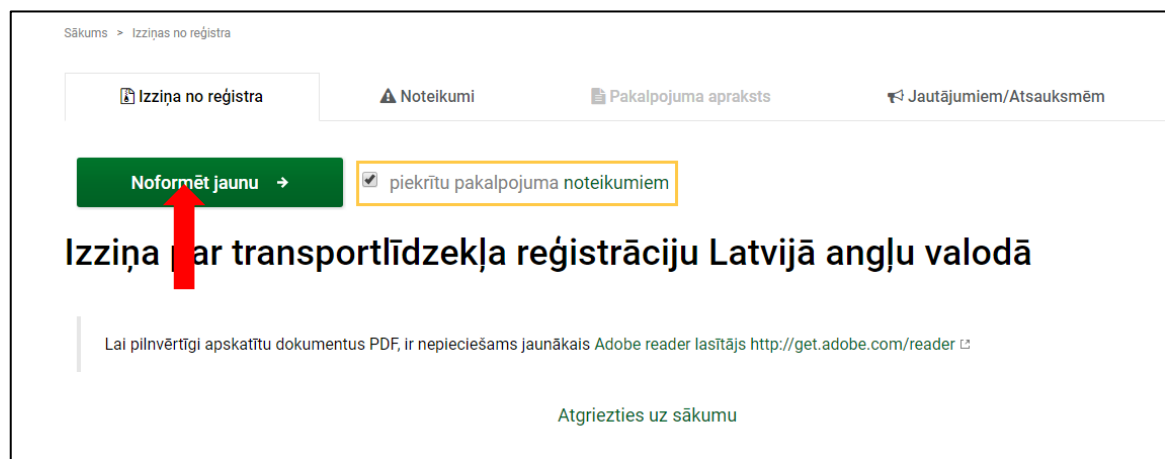 Sākums > Izziņas no reģistra
Izziņa no reģistra Noteikumi Pakalpojuma apraksts Jautājumiem/Atsauksmēm
Noformēt jaunu → piekrītu pakalpojuma noteikumiem
Izziņa par transportlīdzekļa reģistrāciju Latvijā angļu valodā
Lai pilnvērtīgi apskatītu dokumentus PDF, ir nepieciešams jaunākais Adobe reader lasītājs http://get.adobe.com/reader
Atgriezties uz sākumu